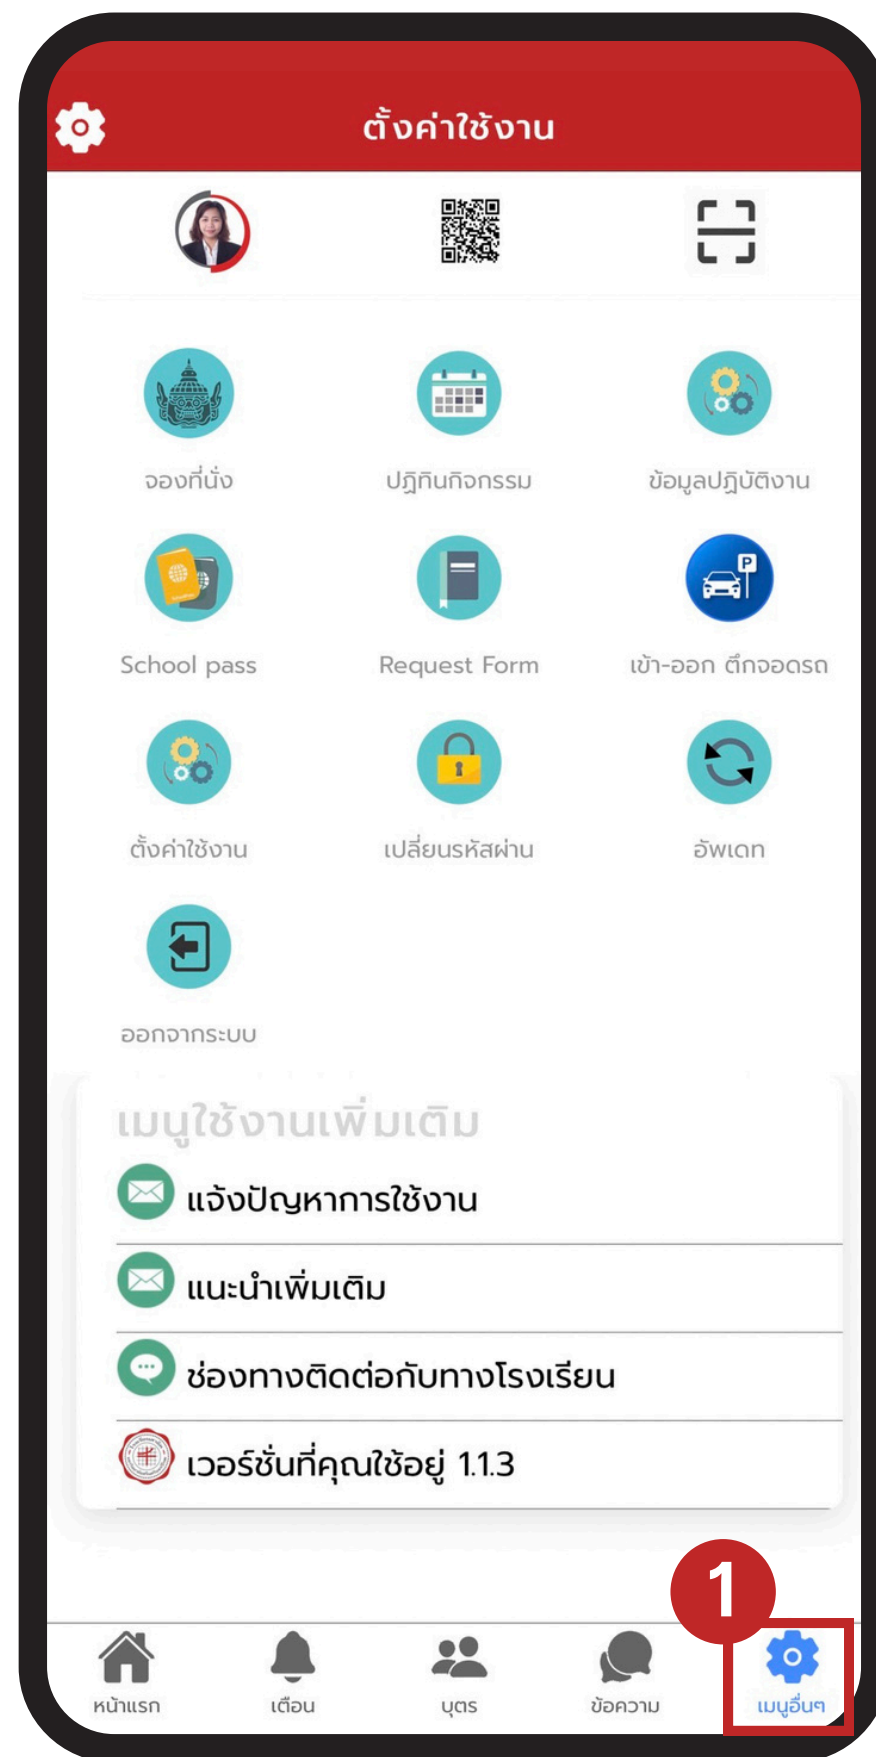 ตั้งค่าใช้งาน
จองที่นั่ง
ปฏิทินกิจกรรม
ข้อมูลปฏิบัติงาน
P
School pass
Request Form
เข้า-ออก ตึกจอดรถ
ตั้งค่าใช้งาน
เปลี่ยนรหัสผ่าน
อัพเดท
ออกจากระบบ
เมนูใช้งานเพิ่มเติม
แจ้งปัญหาการใช้งาน
แนะนำเพิ่มเติม
ช่องทางติดต่อกับทางโรงเรียน
เวอร์ชั่นที่คุณใช้อยู่ 1.1.3
1
หน้าแรก
เตือน
บุตร
ข้อความ
เมนูอื่นๆ